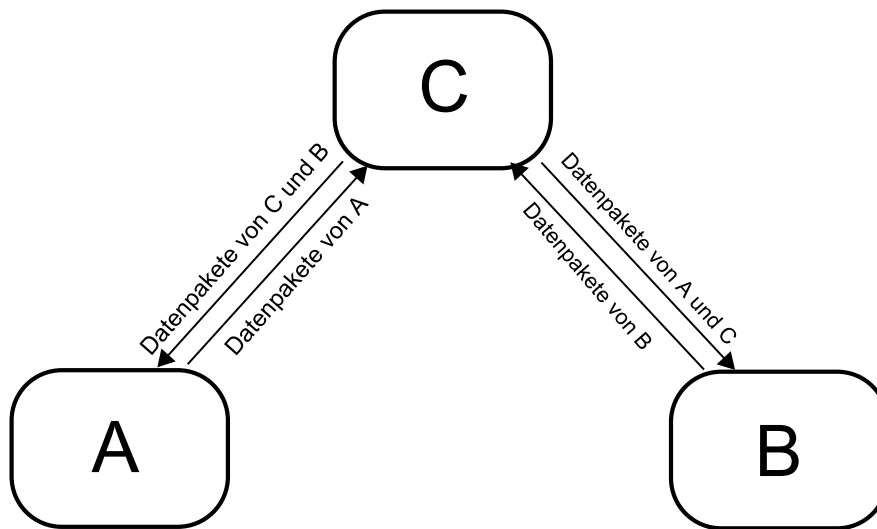 C
Datenpakete von C und B
Datenpakete von A
Datenpakete von A und C
Datenpakete von B
A
B